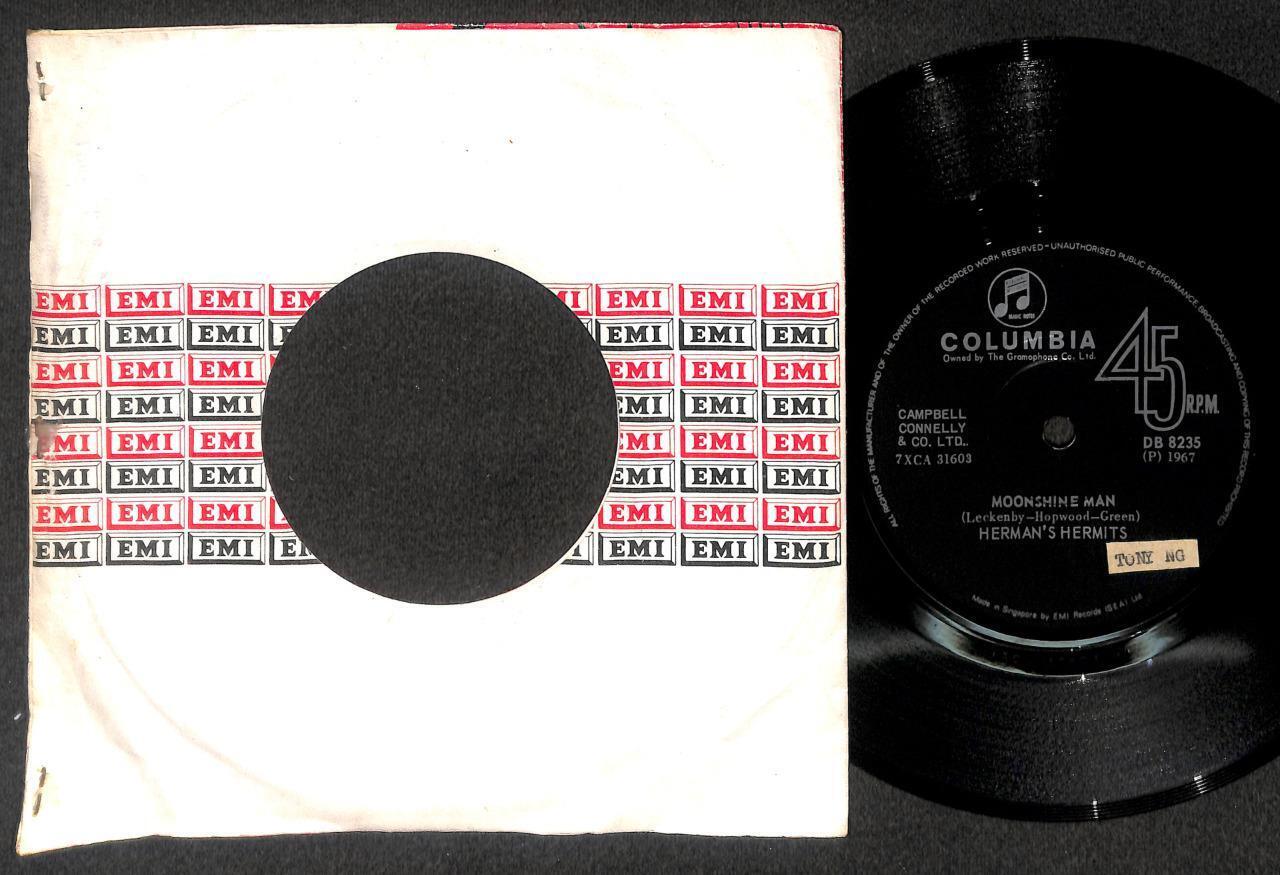 EMI EMI EMI EM I EMI EMI EMI
EMI EMI EMI EMI EMI EMI
EMI EMI EMI EMI EMI EMI
EMI EMI EMI EMI EMI EMI
EMI EMI EMI EMI EMI EMI
EMI EMI EMI EMI EMI EMI
EMI EMI EMI EMI EMI EMI
EMI EMI EMI EM EMI EMI EMI
ALL RIGHTS OF THE MANUFACTURER AND OF THE OWNER OF THE RECORDED WORK RESERVED-UNAUTHORISED PUBLIC PERFORMANCE BROADCASTING AND COPYING OF THIS RECORD PROHIBITED
MAGIC NOTES
COLUMBIA
Owned by The Gramophone Co. Ltd.
45 R.P.M.
CAMPBELL
CONNELLY
& CO. LTD..
7XCA 31603
DB 8235
(P) 1967
MOONSHINE MAN
(Leckenby-Hopwood-Green)
HERMAN'S HERMITS
TONY NG
Made in Singapore by EMI Records (S.E.A.) Ltd